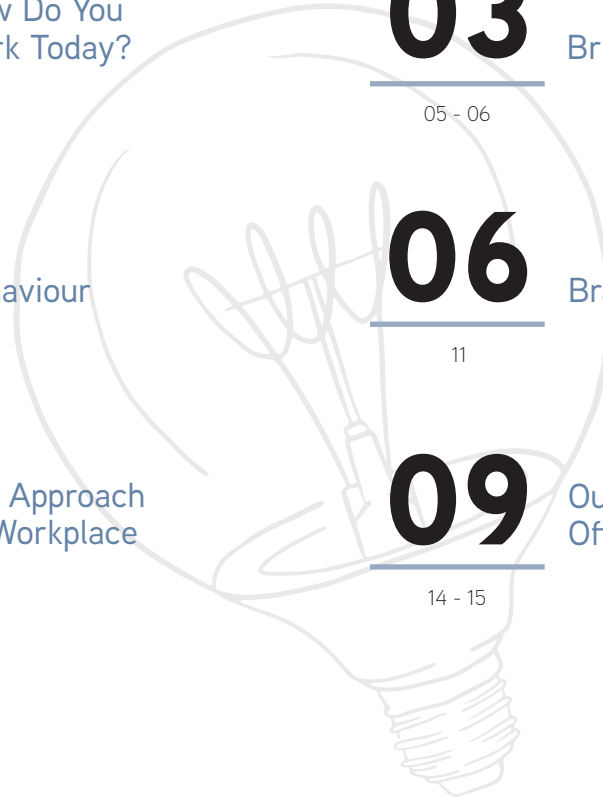 w Do You
rk Today?
03
Br
05 - 06
aviour
06
Br
11
Approach
Workplace
09
Ou
Of
14 - 15